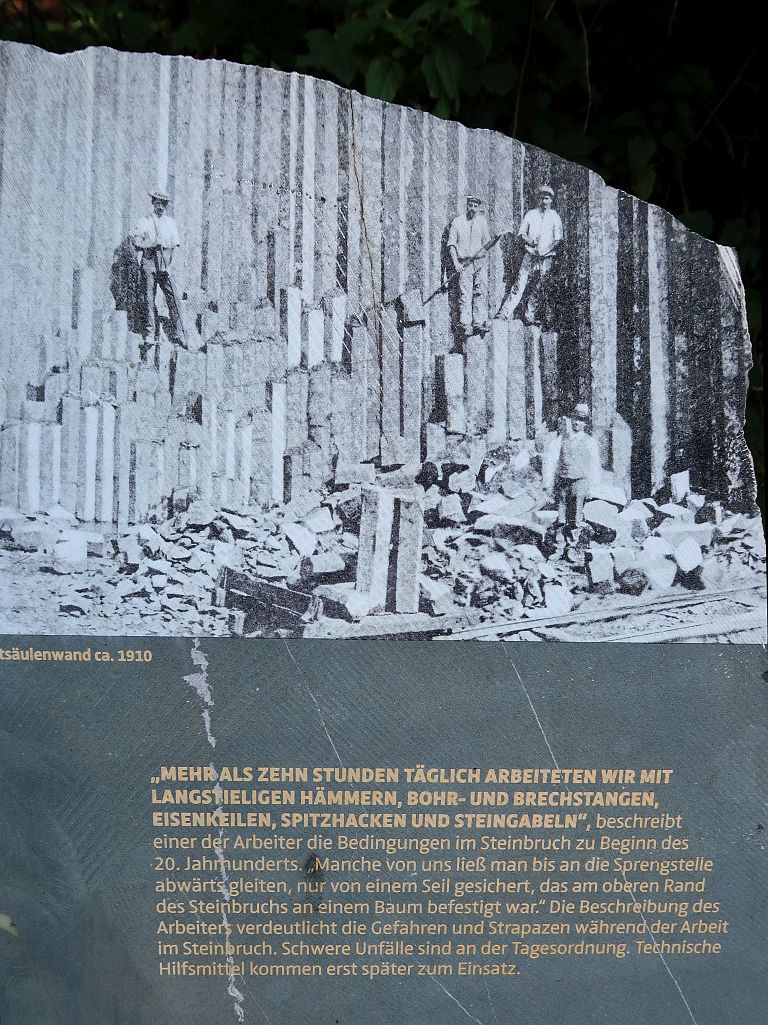 tsäulenwand ca. 1910
„MEHR ALS ZEHN STUNDEN TÄGLICH ARBEITETEN WIR MIT
LANGSTIELIGEN HÄMMERN, BOHR- UND BRECHSTANGEN,
EISENKEILEN, SPITZHACKEN UND STEINGABELN“, beschreibt
einer der Arbeiter die Bedingungen im Steinbruch zu Beginn des
20. Jahrhunderts. „Manche von uns ließ man bis an die Sprengstelle
abwärts gleiten, nur von einem Seil gesichert, das am oberen Rand
des Steinbruchs an einem Baum befestigt war.“ Die Beschreibung des
Arbeiters verdeutlicht die Gefahren und Strapazen während der Arbeit
im Steinbruch. Schwere Unfälle sind an der Tagesordnung. Technische
Hilfsmittel kommen erst später zum Einsatz.